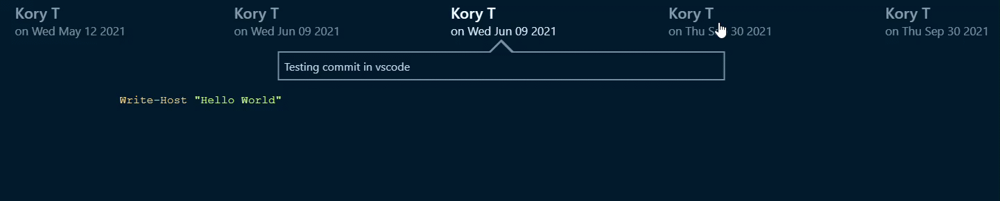 Kory T
on Wed May 12 2021
Kory T
on Wed Jun 09 2021
Kory T
on Wed Jun 09 2021
Kory T
on Thu Sep 30 2021
Kory T
on Thu Sep 30 2021
Testing commit in vscode
Write-Host "Hello World"